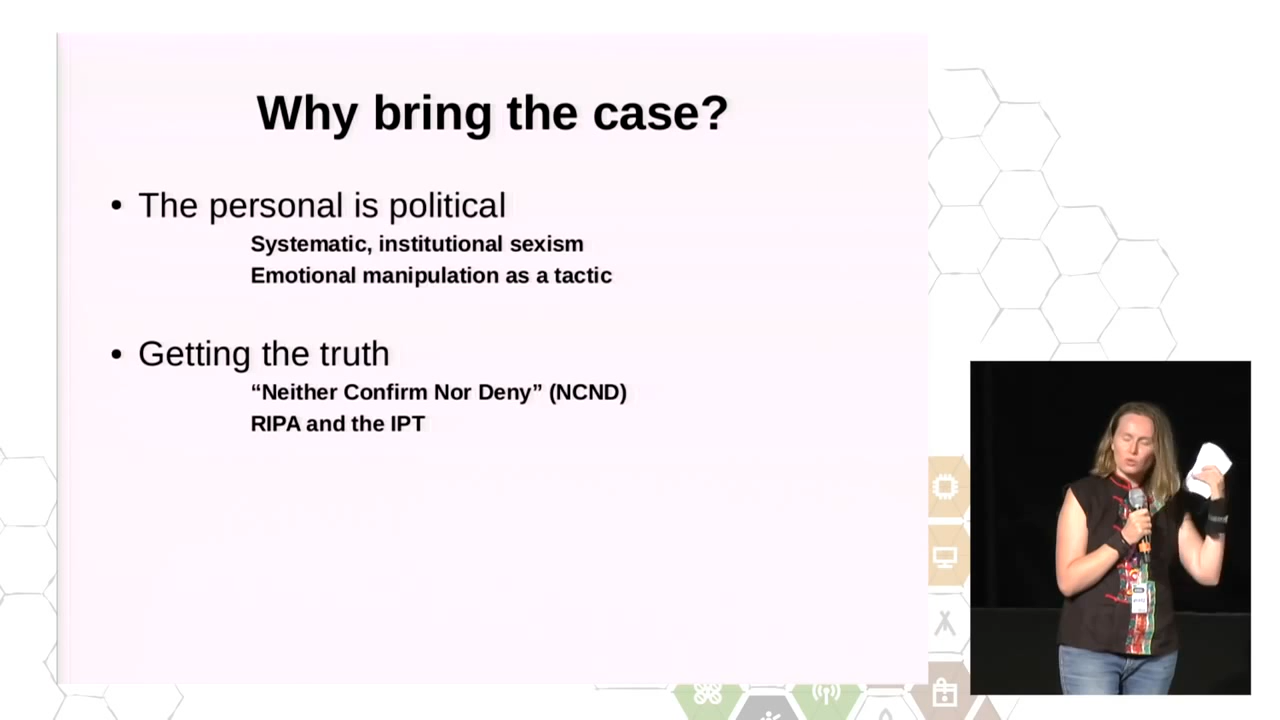 Why bring the case?
• The personal is political
Systematic, institutional sexism
Emotional manipulation as a tactic
• Getting the truth
“Neither Confirm Nor Deny” (NCND)
RIPA and the IPT